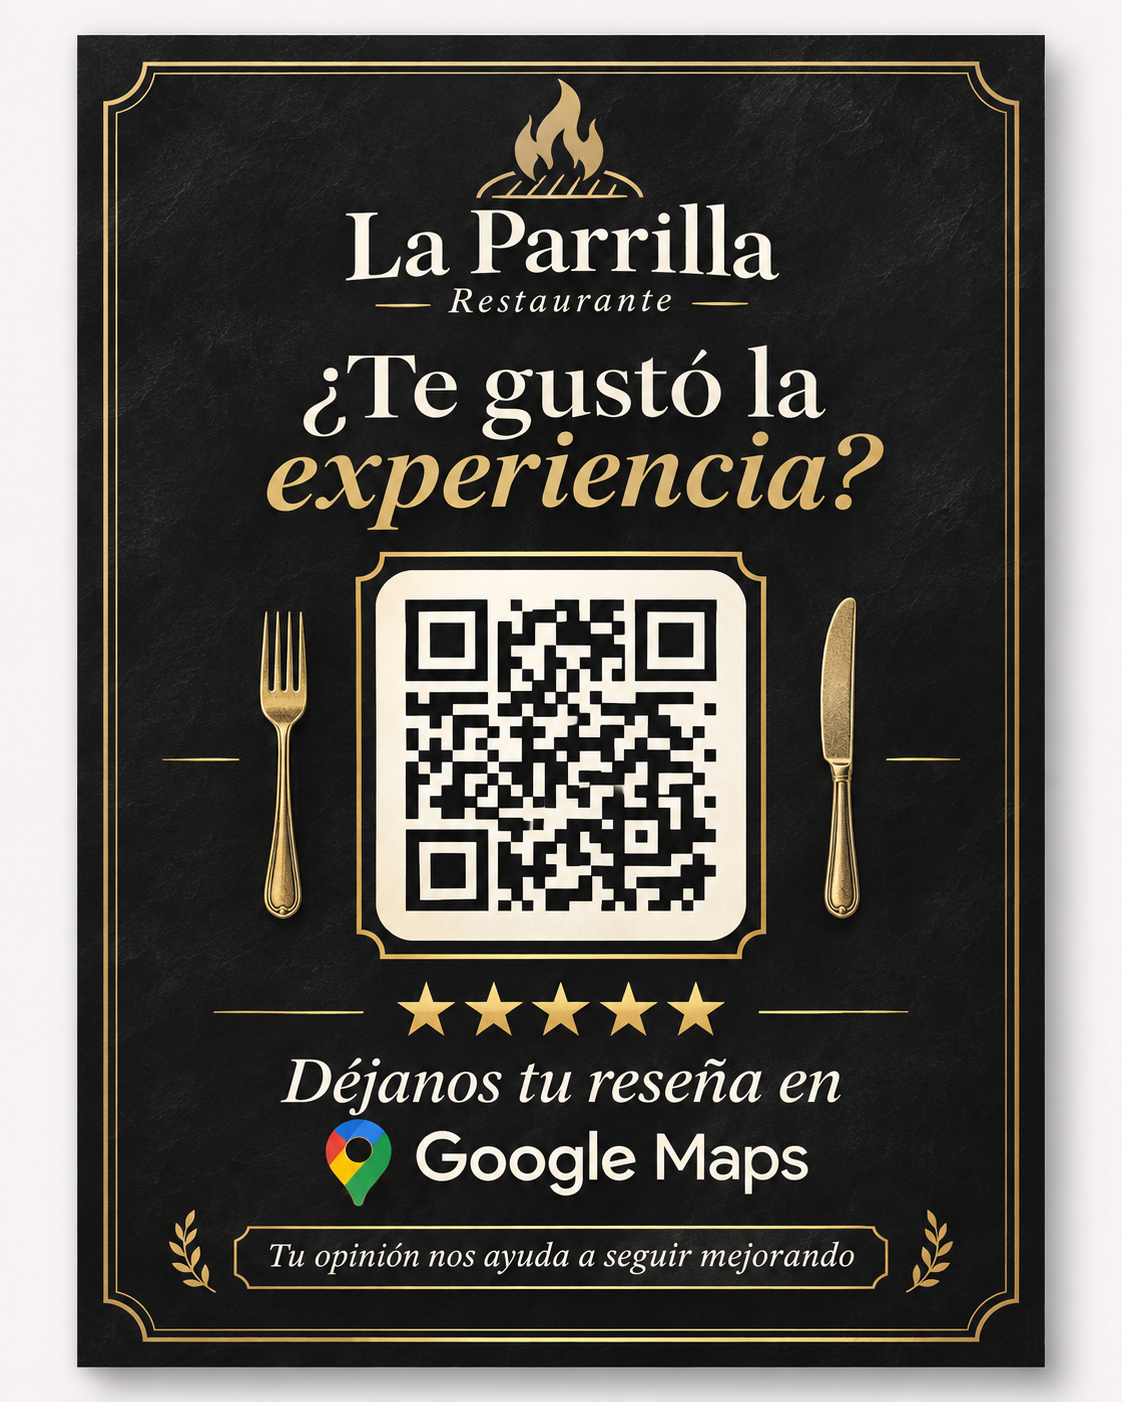 La Parrilla
Restaurante
¿Te gustó la
experiencia?
Déjanos tu reseña en
Google Maps
Tu opinión nos ayuda a seguir mejorando